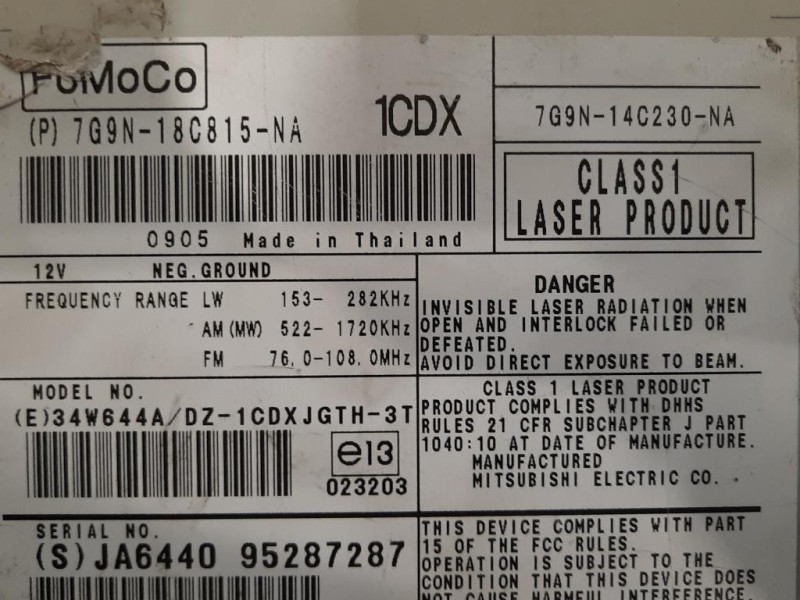 FoMoCo
(P) 7G9N-18C815-NA 1CDX
0905 Made in Thailand
7G9N-14C230-NA
CLASS1
LASER PRODUCT
12V NEG.GROUND
FREQUENCY RANGE LW 153- 282KHz
AM(MW) 522- 1720KHz
FM 76.0-108.0MHz
DANGER
INVISIBLE LASER RADIATION WHEN
OPEN AND INTERLOCK FAILED OR
DEFEATED.
AVOID DIRECT EXPOSURE TO BEAM.
MODEL NO.
(E)34W644A/DZ-1CDXJGTH-3T
e13
023203
CLASS 1 LASER PRODUCT
PRODUCT COMPLIES WITH DHHS
RULES 21 CFR SUBCHAPTER J PART
1040:10 AT DATE OF MANUFACTURE.
MANUFACTURED
MITSUBISHI ELECTRIC CO.
SERIAL NO.
(S)JA6440 95287287
THIS DEVICE COMPLIES WITH PART
15 OF THE FCC RULES.
OPERATION IS SUBJECT TO THE
CONDITION THAT THIS DEVICE DOES
NOT CAUSE HARMFUL INTERFERENCE.